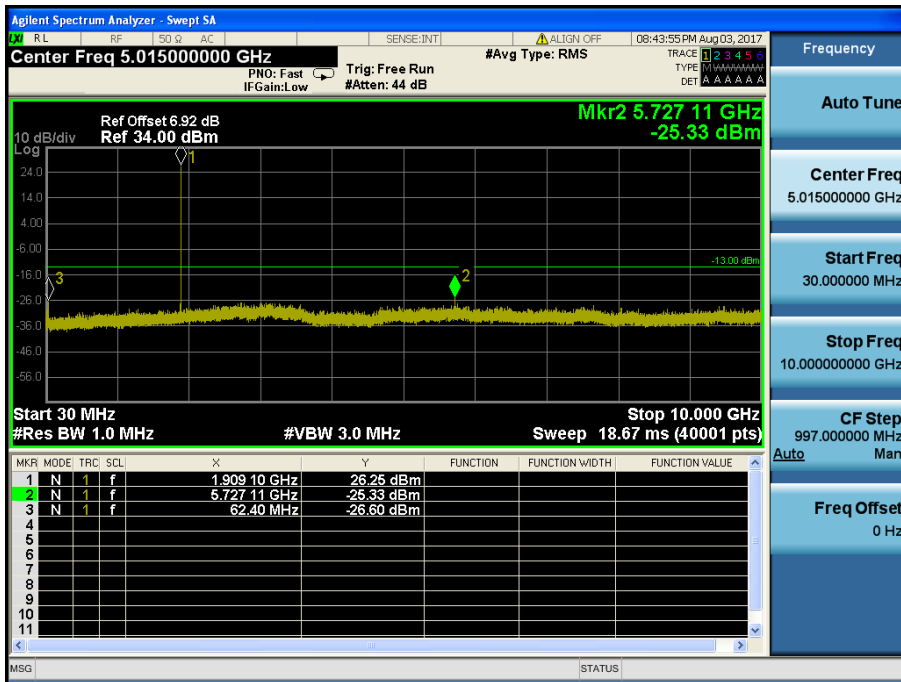 Agilent Spectrum Analyzer - Swept SA
LXI RL RF 50 Ω AC SENSE:INT ALIGN OFF 08:43:55 PM Aug 03, 2017
Center Freq 5.015000000 GHz
PNO: Fast
IFGain:Low
Trig: Free Run
#Atten: 44 dB
#Avg Type: RMS
TRACE 1 2 3 4 5 6
TYPE M WWWWW
DET A A A A A A
Ref Offset 6.92 dB
10 dB/div Ref 34.00 dBm
Log
Mkr2 5.727 11 GHz
-25.33 dBm
1
24.0
14.0
4.00
-6.00
-13.00 dBm
-16.0
3
2
-26.0
-36.0
-46.0
-56.0
Start 30 MHz Stop 10.000 GHz
#Res BW 1.0 MHz #VBW 3.0 MHz Sweep 18.67 ms (40001 pts)
MKR MODE TRC SCL X Y FUNCTION FUNCTION WIDTH FUNCTION VALUE
1 N 1 f 1.909 10 GHz 26.25 dBm
2 N 1 f 5.727 11 GHz -25.33 dBm
3 N 1 f 62.40 MHz -26.60 dBm
4
5
6
7
8
9
10
11
MSG STATUS
Frequency
Auto Tune
Center Freq
5.015000000 GHz
Start Freq
30.000000 MHz
Stop Freq
10.000000000 GHz
CF Step
997.000000 MHz
Auto Man
Freq Offset
0 Hz